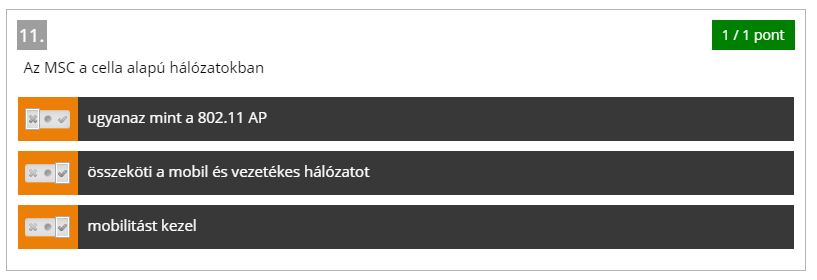 11.
1 / 1 pont
Az MSC a cella alapú hálózatokban
ugyanaz mint a 802.11 AP
összeköti a mobil és vezetékes hálózatot
mobilitást kezel